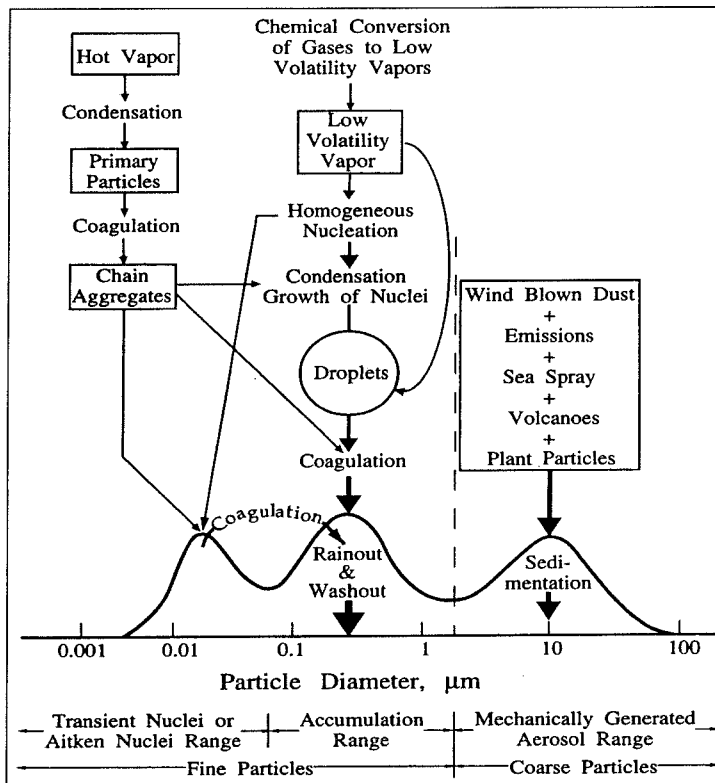 Hot Vapor
Condensation
Primary
Particles
Coagulation
Chain
Aggregates
Chemical Conversion
of Gases to Low
Volatility Vapors
Low
Volatility
Vapor
Homogeneous
Nucleation
Condensation
Growth of Nuclei
Droplets
Coagulation
Wind Blown Dust
+
Emissions
+
Sea Spray
+
Volcanoes
+
Plant Particles
Coagulation
Rainout
&
Washout
Sedi-
mentation
0.001 0.01 0.1 1 10 100
Particle Diameter, μm
Transient Nuclei or
Aitken Nuclei Range
Accumulation
Range
Mechanically Generated
Aerosol Range
Fine Particles
Coarse Particles